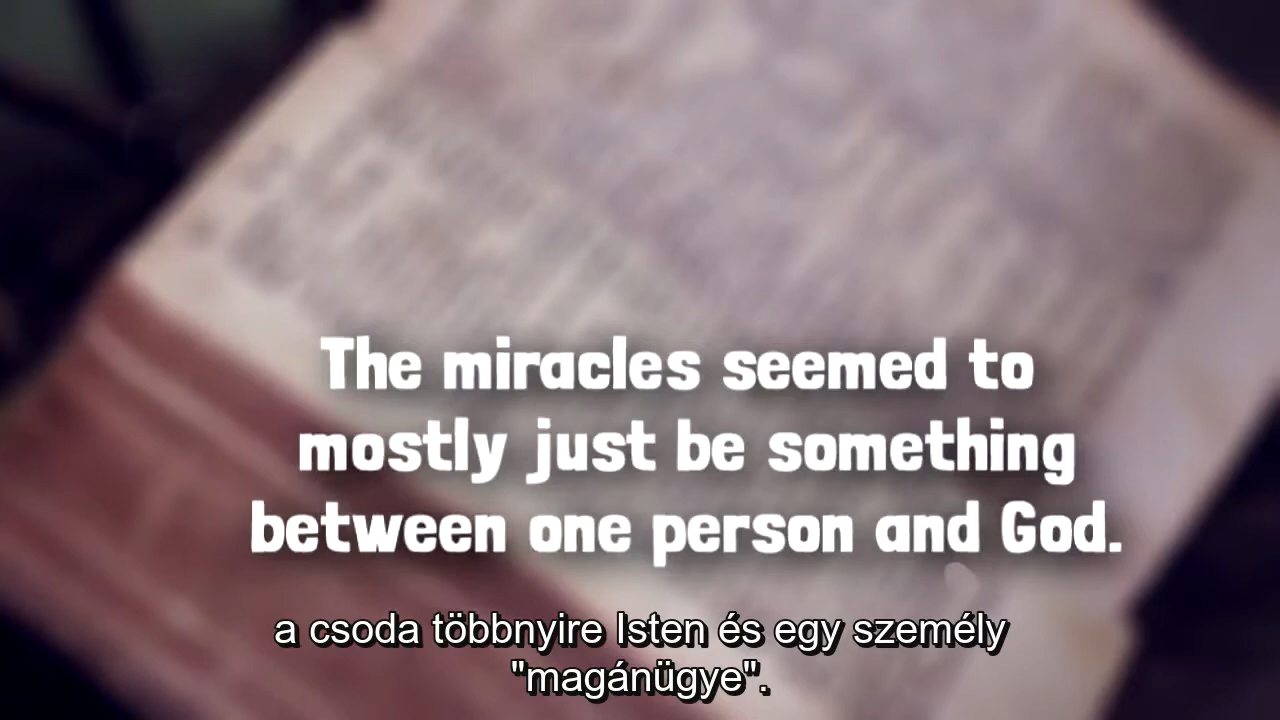 The miracles seemed to
mostly just be something
between one person and God.
a csoda többnyire Isten és egy személy
"magánügye".